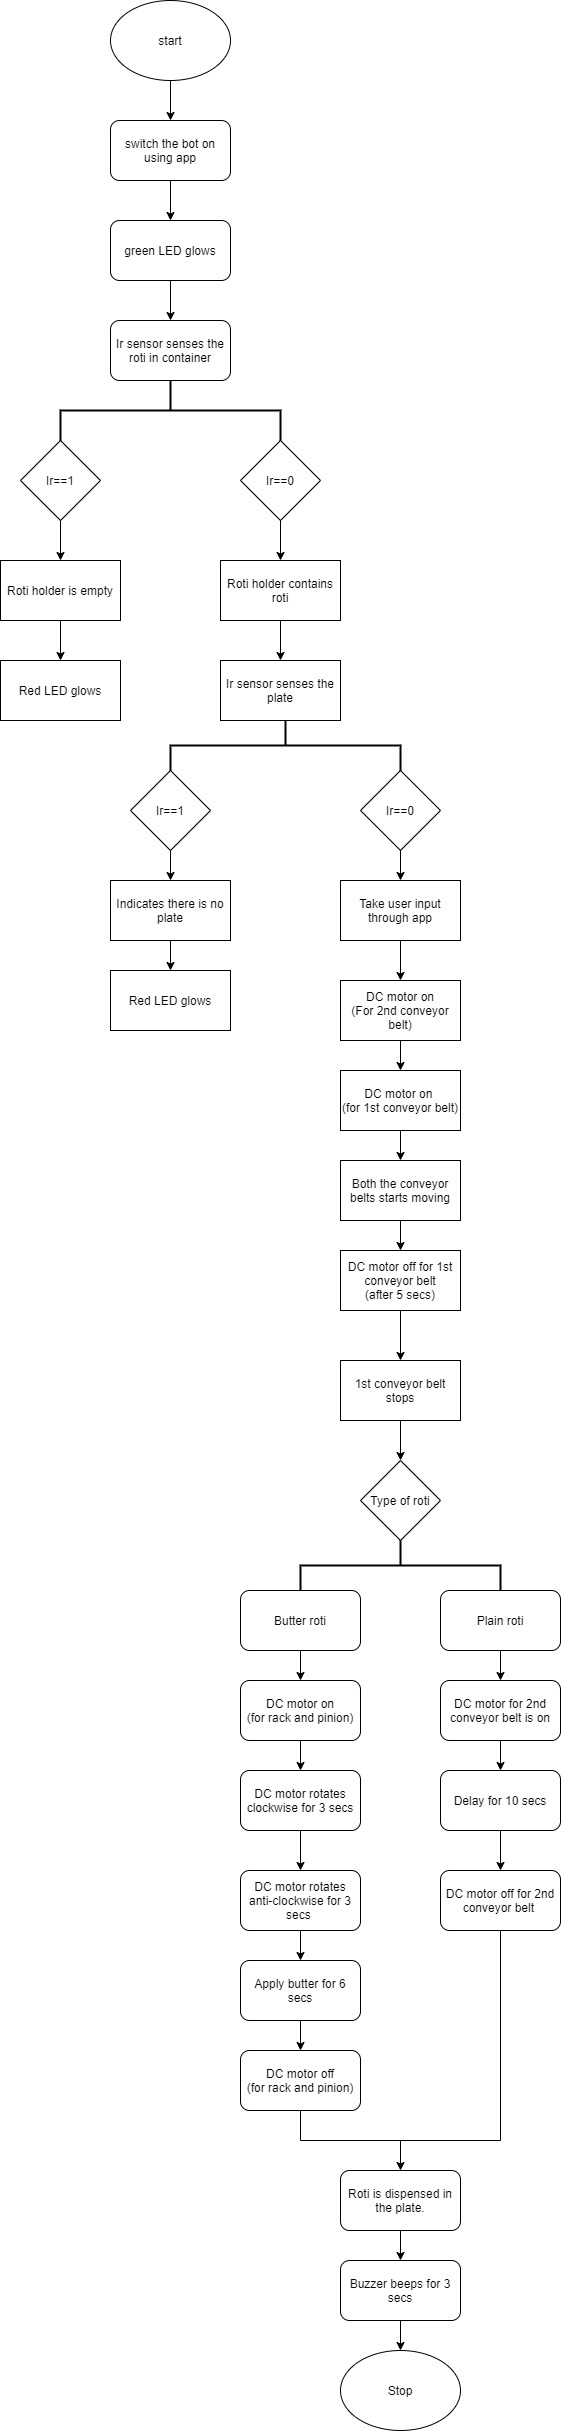 start
switch the bot on
using app
green LED glows
Ir sensor senses the
roti in container
Ir==1
Ir==0
Roti holder is empty
Roti holder contains
roti
Red LED glows
Ir sensor senses the
plate
Ir==1
Ir==0
Indicates there is no
plate
Take user input
through app
Red LED glows
DC motor on
(For 2nd conveyor
belt)
DC motor on
(for 1st conveyor belt)
Both the conveyor
belts starts moving
DC motor off for 1st
conveyor belt
(after 5 secs)
1st conveyor belt
stops
Type of roti
Butter roti
Plain roti
DC motor on
(for rack and pinion)
DC motor for 2nd
conveyor belt is on
DC motor rotates
clockwise for 3 secs
Delay for 10 secs
DC motor rotates
anti-clockwise for 3
secs
DC motor off for 2nd
conveyor belt
Apply butter for 6
secs
DC motor off
(for rack and pinion)
Roti is dispensed in
the plate.
Buzzer beeps for 3
secs
Stop